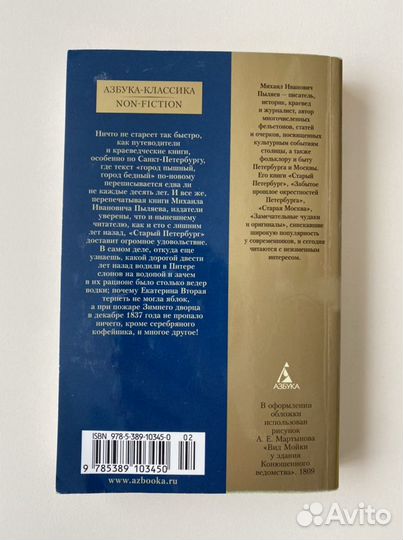 АЗБУКА-КЛАССИКА
NON-FICTION
Ничто не стареет так быстро,
как путеводители
и краеведческие книги,
особенно по Санкт-Петербургу,
где текст «город пышный,
город бедный» по-новому
переписывается едва ли
не каждые десять лет. И все же,
перепечатывая книги Михаила
Ивановича Пыляева, издатели
уверены, что и нынешнему
читателю, как и сто с лишним
лет назад, «Старый Петербург»
доставит огромное удовольствие.
В самом деле, откуда еще
узнаешь, какой дорогой двести
лет назад водили в Питере
слонов на водопой и зачем
в их рационе было столько ведер
водки; почему Екатерина Вторая
терпеть не могла яблок,
а при пожаре Зимнего дворца
в декабре 1837 года не пропало
ничего, кроме серебряного
кофейника, и многое другое!
ISBN 978-5-389-10345-0
02
9 785389 103450
www.azbooka.ru
Михаил Иванович
Пыляев — писатель,
историк, краевед
и журналист, автор
многочисленных
фельетонов, статей
и очерков, посвященных
культурным событиям
столицы, а также
фольклору и быту
Петербурга и Москвы.
Его книги «Старый
Петербург», «Забытое
прошлое окрестностей
Петербурга»,
«Старая Москва»,
«Замечательные чудаки
и оригиналы», снискавшие
широкую популярность
у современников, и сегодня
читаются с неизменным
интересом.
АЗБУКА
В оформлении
обложки
использован
рисунок
А. Е. Мартынова
«Вид Мойки
у здания
Конюшенного
ведомства». 1809
Avito